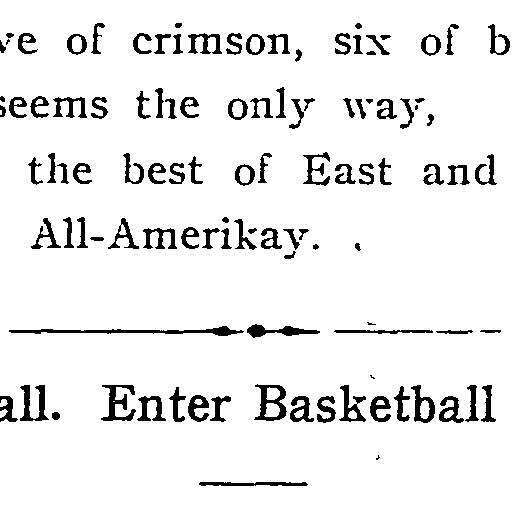 ve of crimson, six of b
seems the only way,
the best of East and
All-Amerikay.
all. Enter Basketball